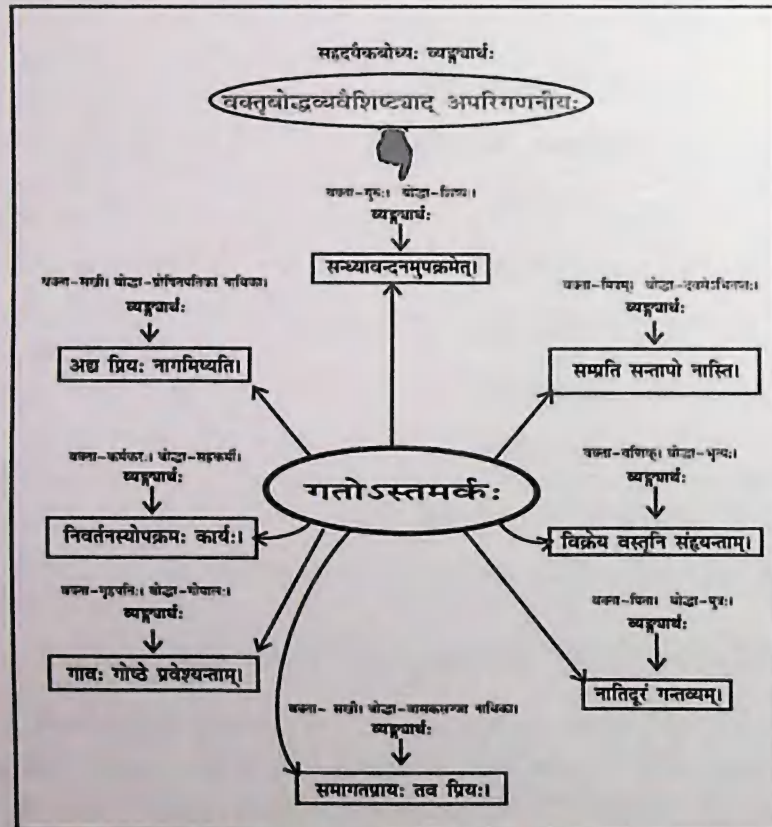 सहृदयैकबोध्यः व्यङ्ग्यार्थः
वक्तृबोद्धव्यवैशिष्ट्याद् अपरिगणनीयः
वक्ता-गुरुः। बोद्धा-शिष्यः।
व्यङ्ग्यार्थः
सन्ध्यावन्दनमुपक्रमेत्।
वक्ता-सखी। बोद्धा-प्रोषितपतिका नायिका।
व्यङ्ग्यार्थः
अद्य प्रियः नागमिष्यति।
वक्ता-मित्रम्। बोद्धा-
व्यङ्ग्यार्थः
सम्प्रति सन्तापो नास्ति।
गतोऽस्तमर्कः
वक्ता-कर्मकरः। बोद्धा-सहकर्मी।
व्यङ्ग्यार्थः
निवर्तनस्योपक्रमः कार्यः।
वक्ता-वणिक्। बोद्धा-भृत्यः।
व्यङ्ग्यार्थः
विक्रेय वस्तूनि संह्रियन्ताम्।
वक्ता-गृहपतिः। बोद्धा-गोपालः।
व्यङ्ग्यार्थः
गावः गोष्ठे प्रवेश्यन्ताम्।
वक्ता-पिता। बोद्धा-पुत्रः।
व्यङ्ग्यार्थः
नातिदूरं गन्तव्यम्।
वक्ता- सखी। बोद्धा-वासकसज्जा नायिका।
व्यङ्ग्यार्थः
समागतप्रायः तव प्रियः।